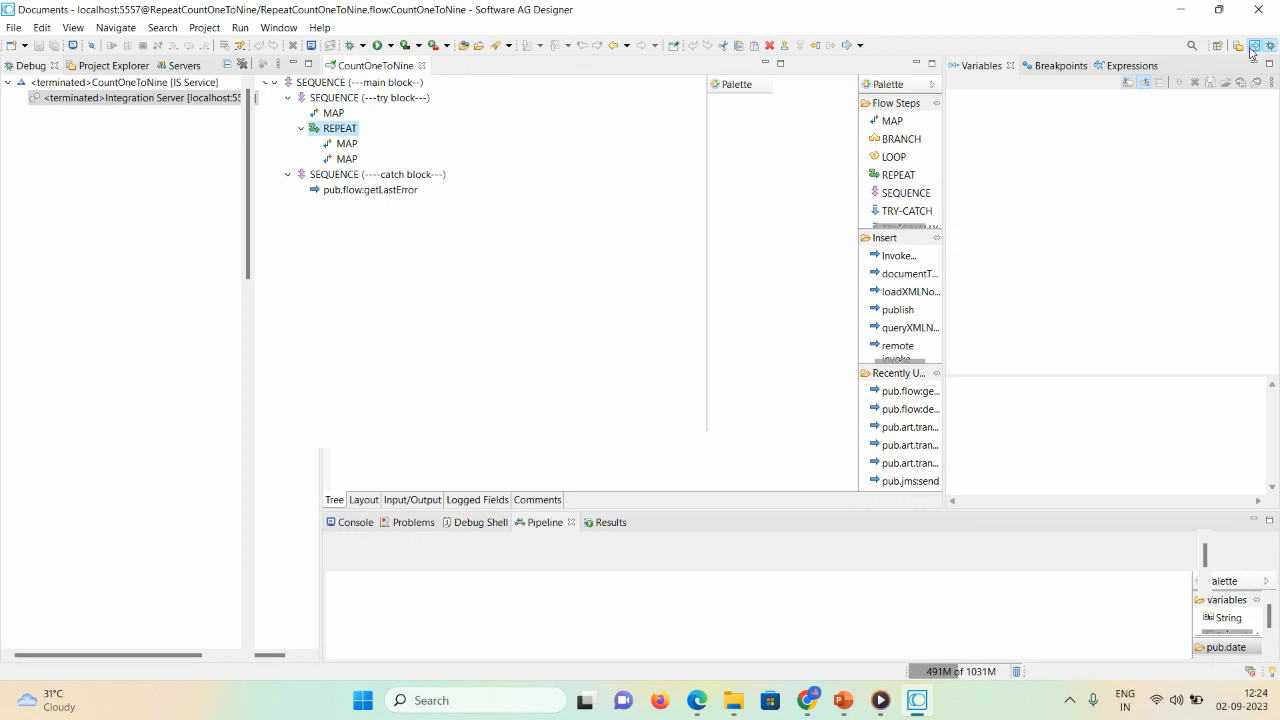 Documents - localhost:5557@RepeatCountOneToNine/RepeatCountOneToNine.flow:CountOneToNine - Software AG Designer
File Edit View Navigate Search Project Run Window Help
Debug Project Explorer Servers CountOneToNine Variables Breakpoints Expressions
<terminated>CountOneToNine [IS Service]
<terminated>Integration Server [localhost:55
SEQUENCE (---main block--)
SEQUENCE (---try block---)
MAP
REPEAT
MAP
MAP
SEQUENCE (----catch block---)
pub.flow:getLastError
Palette
Palette
Flow Steps
MAP
BRANCH
LOOP
REPEAT
SEQUENCE
TRY-CATCH
Insert
Invoke...
documentT...
loadXMLNo...
publish
queryXMLN...
remote
invoke
Recently U...
pub.flow:ge...
pub.flow:de...
pub.art.tran...
pub.art.tran...
pub.art.tran...
pub.jms:send
Tree Layout Input/Output Logged Fields Comments
Console Problems Debug Shell Pipeline Results
alette
variables
String
pub.date
491M of 1031M
31°C
Cloudy
Search
ENG
IN
12:24
02-09-2023